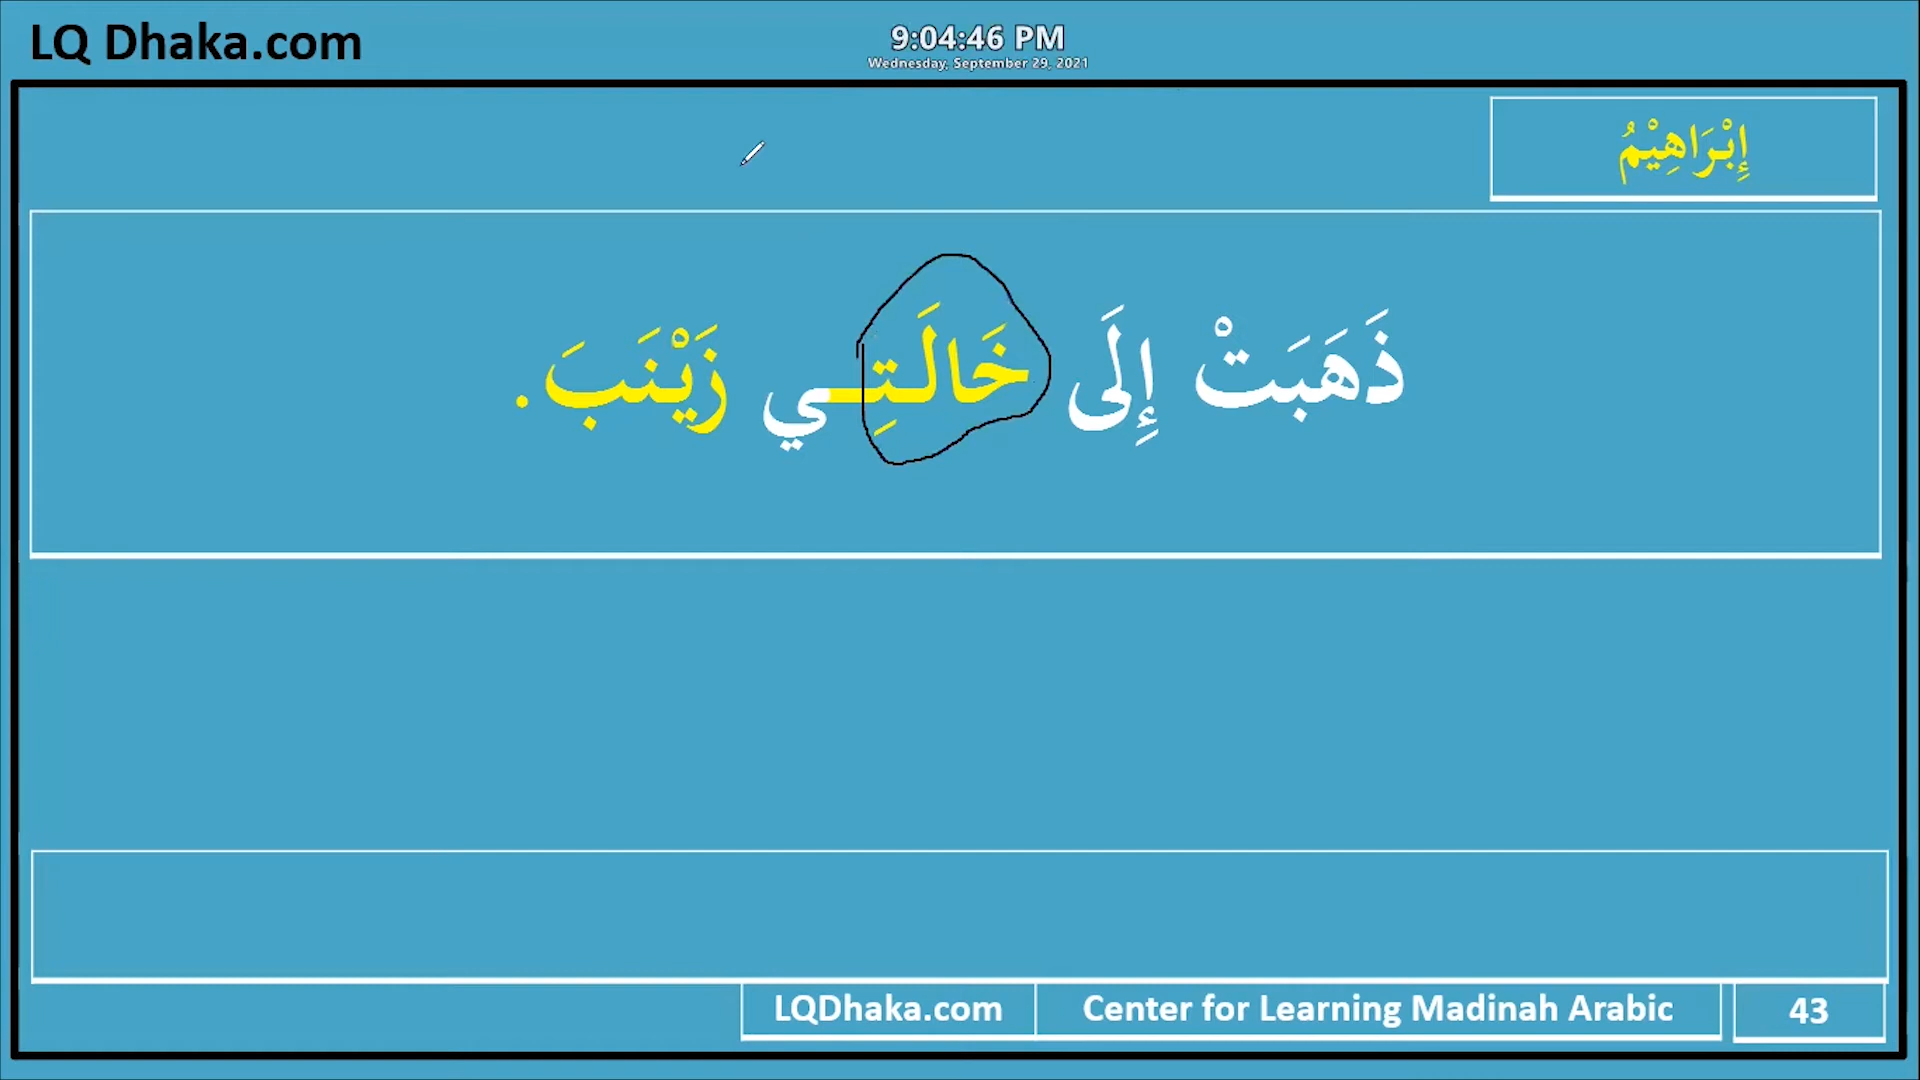 LQ Dhaka.com
9:04:46 PM
Wednesday, September 29, 2021
إِبْرَاهِيْمُ
ذَهَبَتْ إِلَى خَالَتِـي زَيْنَبَ .
LQDhaka.com
Center for Learning Madinah Arabic
43